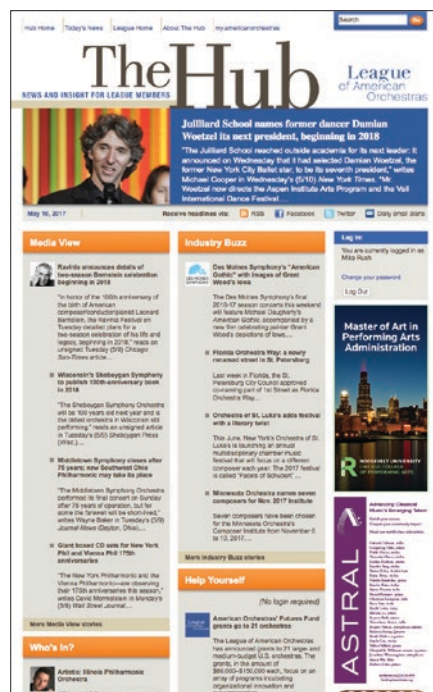 Hub Home
Today's News
League Home
About The Hub
my.americanorchestras
Search
Go
The Hub
NEWS AND INSIGHT FOR LEAGUE MEMBERS
League
of American
Orchestras
Juilliard School names former dancer Damian
Woetzel its next president, beginning in 2018
"The Juilliard School reached outside academia for its next leader: It
announced on Wednesday that it had selected Damian Woetzel, the
former New York City Ballet star, to be its seventh president," writes
Michael Cooper in Wednesday's (5/10) New York Times. "Mr.
Woetzel now directs the Aspen Institute Arts Program and the Vail
International Dance Festival....
May 10, 2017
Receive headlines via:
RSS
Facebook
Twitter
Daily email alerts
Media View
Ravinia announces details of
two-season Bernstein celebration
beginning in 2018
"In honor of the 100th anniversary of
the birth of American
composer/conductor/pianist Leonard
Bernstein, the Ravinia Festival on
Tuesday detailed plans for a
two-season celebration of his life and
legacy, beginning in 2018," reads an
unsigned Tuesday (5/9) Chicago
Sun-Times article....
Wisconsin's Sheboygan Symphony
to publish 100th-anniversary book
in 2018
"The Sheboygan Symphony Orchestra
will be 100 years old next year and is
the oldest orchestra in Wisconsin still
performing," reads an unsigned article
in Tuesday's (5/9) Sheboygan Press
(Wisc.)....
Middletown Symphony closes after
75 years; new Southwest Ohio
Philharmonic may take its place
"The Middletown Symphony Orchestra
performed its final concert on Sunday
after 75 years of operation, but for
some the farewell will be short-lived,"
writes Wayne Baker in Tuesday's (5/9)
Journal-News (Dayton, Ohio)....
Giant boxed CD sets for New York
Phil and Vienna Phil 175th
anniversaries
"The New York Philharmonic and the
Vienna Philharmonic—are observing
their 175th anniversaries this season,"
writes David Mermelstein in Monday's
(5/8) Wall Street Journal....
More Media View stories
Who's In?
Artistic: Illinois Philharmonic
Orchestra
Industry Buzz
Des Moines Symphony's "American
Gothic" with images of Grant
Wood's Iowa
The Des Moines Symphony's final
2016-17 season concerts this weekend
will feature Michael Daugherty's
American Gothic, accompanied by a
new film celebrating painter Grant
Wood's depictions of Iowa....
Florida Orchestra Way: a newly
renamed street in St. Petersburg
Last week in Florida, the St.
Petersburg City Council approved
co-naming part of 1st Street as Florida
Orchestra Way....
Orchestra of St. Luke's adds festival
with a literary twist
This June, New York's Orchestra of St.
Luke's is launching an annual
multidisciplinary chamber music
festival that will focus on a different
composer each year. The 2017 festival
is called "Facets of Schubert" ...
Minnesota Orchestra names seven
composers for Nov. 2017 Institute
Seven composers have been chosen
for the Minnesota Orchestra's
Composer Institute from November 6
to 10, 2017....
More Industry Buzz stories
Help Yourself
(No login required)
American Orchestras' Futures Fund
grants go to 21 orchestras
The League of American Orchestras
has announced grants to 21 large- and
medium-budget U.S. orchestras. The
grants, in the amount of
$80,000–$150,000 each, focus on an
array of programs incubating
organizational innovation and
Log In:
You are currently logged in as
Mike Rush
Change your password
Log Out
Master of Art in
Performing Arts
Administration
ROOSEVELT UNIVERSITY
CHICAGO COLLEGE
OF PERFORMING ARTS
ASTRAL
Advancing Classical
Music's Emerging Talent